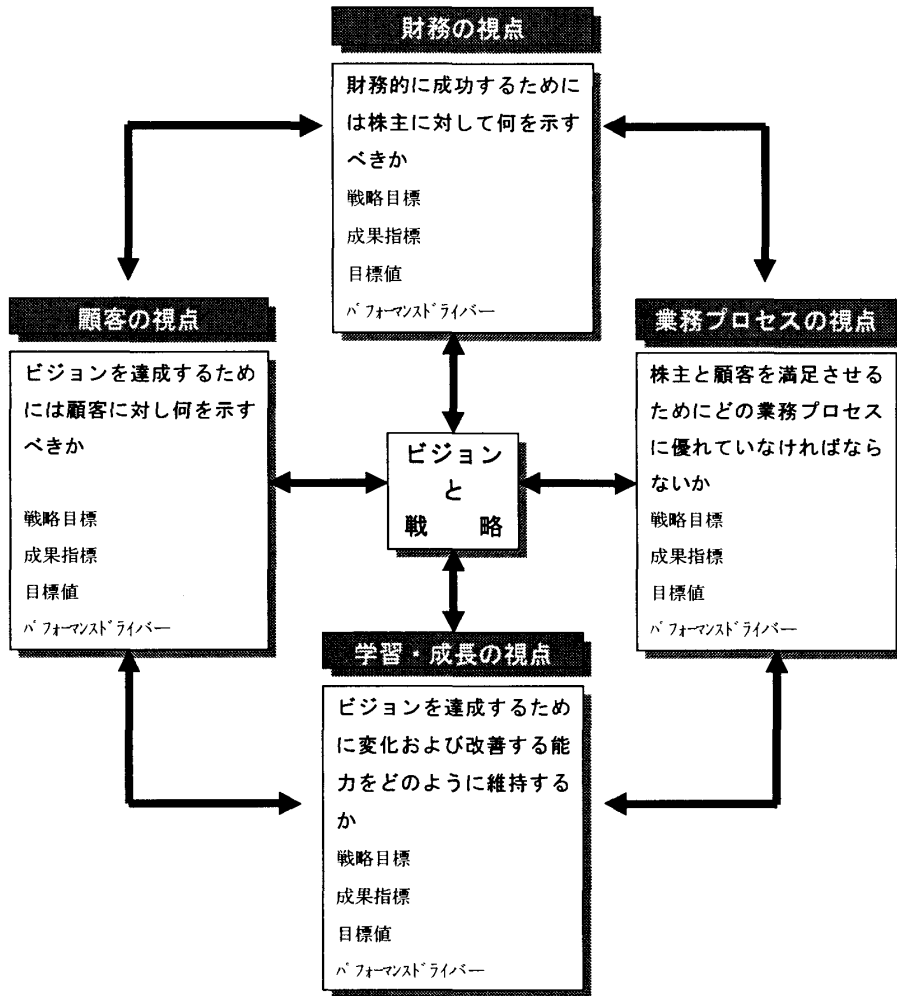 財務の視点
財務的に成功するために
は株主に対して何を示す
べきか
戦略目標
成果指標
目標値
パフォーマンスドライバー
顧客の視点
ビジョンを達成するため
には顧客に対し何を示す
べきか
戦略目標
成果指標
目標値
パフォーマンスドライバー
ビジョン
と
戦　略
業務プロセスの視点
株主と顧客を満足させる
ためにどの業務プロセス
に優れていなければなら
ないか
戦略目標
成果指標
目標値
パフォーマンスドライバー
学習・成長の視点
ビジョンを達成するため
に変化および改善する能
力をどのように維持する
か
戦略目標
成果指標
目標値
パフォーマンスドライバー